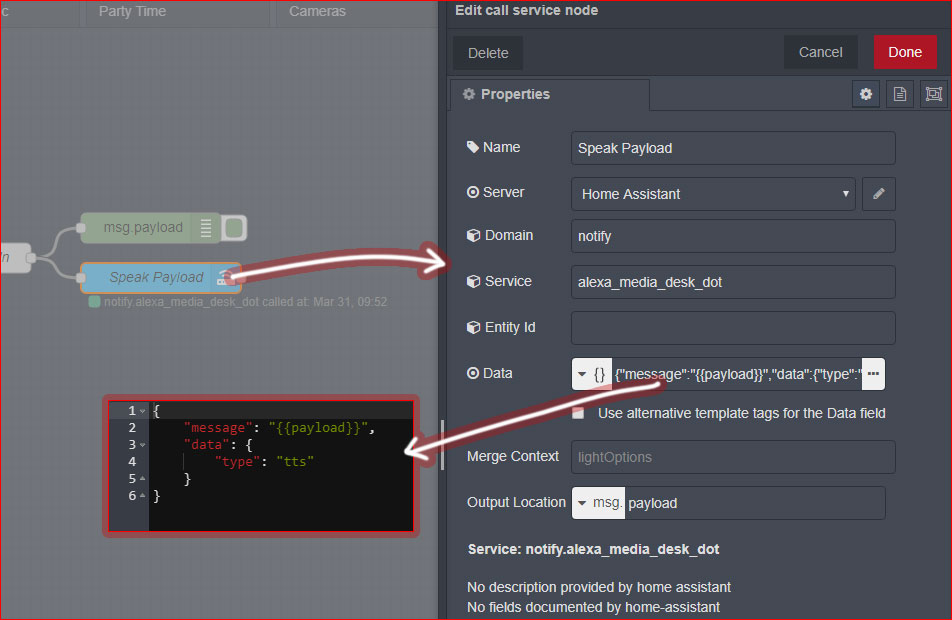 c
Party Time
Cameras
Edit call service node
Delete
Cancel
Done
Properties
Name
Speak Payload
Server
Home Assistant
Domain
notify
Service
alexa_media_desk_dot
Entity Id
Data
{} {"message":"{{payload}}","data":{"type":" ...
Use alternative template tags for the Data field
Merge Context
lightOptions
Output Location
msg. payload
Service: notify.alexa_media_desk_dot
No description provided by home assistant
No fields documented by home-assistant
n
msg.payload
Speak Payload
notify.alexa_media_desk_dot called at: Mar 31, 09:52
1 {
2 "message": "{{payload}}",
3 "data": {
4 "type": "tts"
5 }
6 }